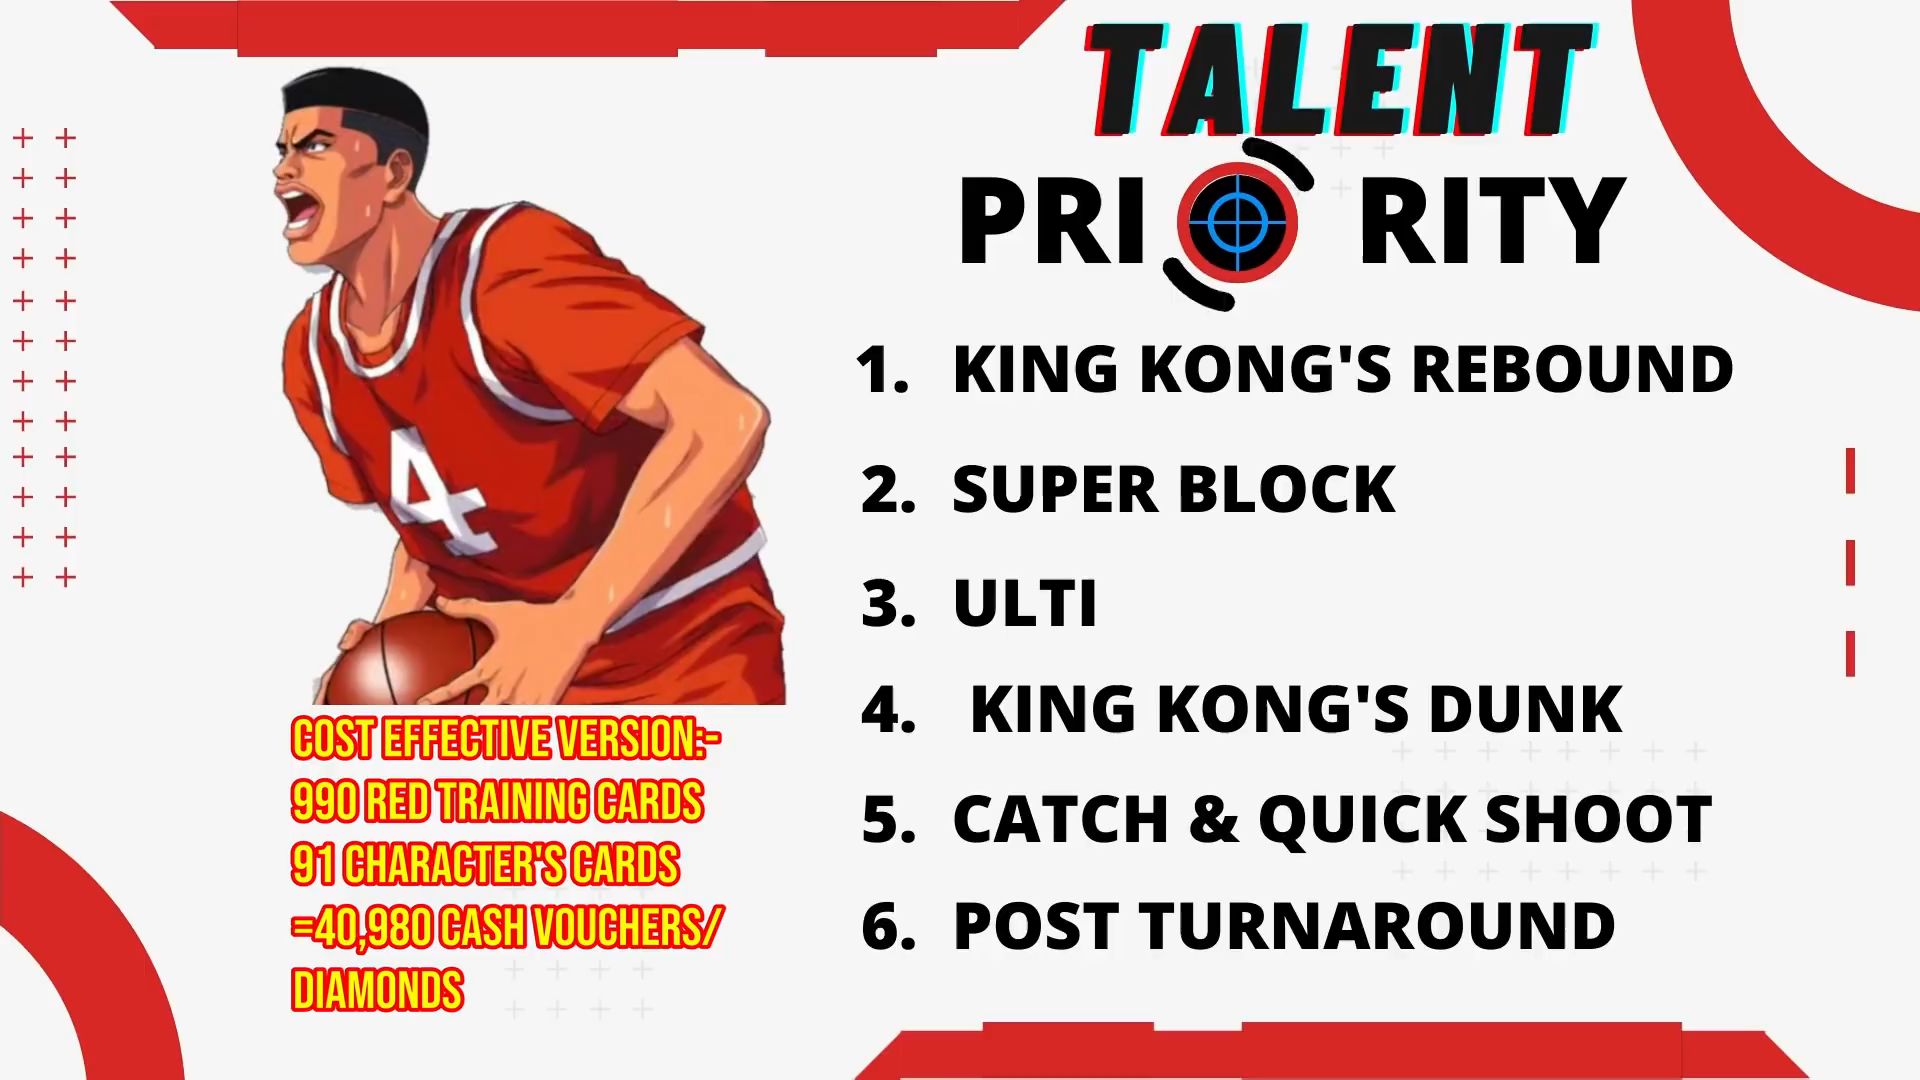 TALENT
PRI RITY
1. KING KONG'S REBOUND
2. SUPER BLOCK
3. ULTI
4. KING KONG'S DUNK
5. CATCH & QUICK SHOOT
6. POST TURNAROUND
4
COST EFFECTIVE VERSION:-
990 RED TRAINING CARDS
91 CHARACTER'S CARDS
=40,980 CASH VOUCHERS/
DIAMONDS